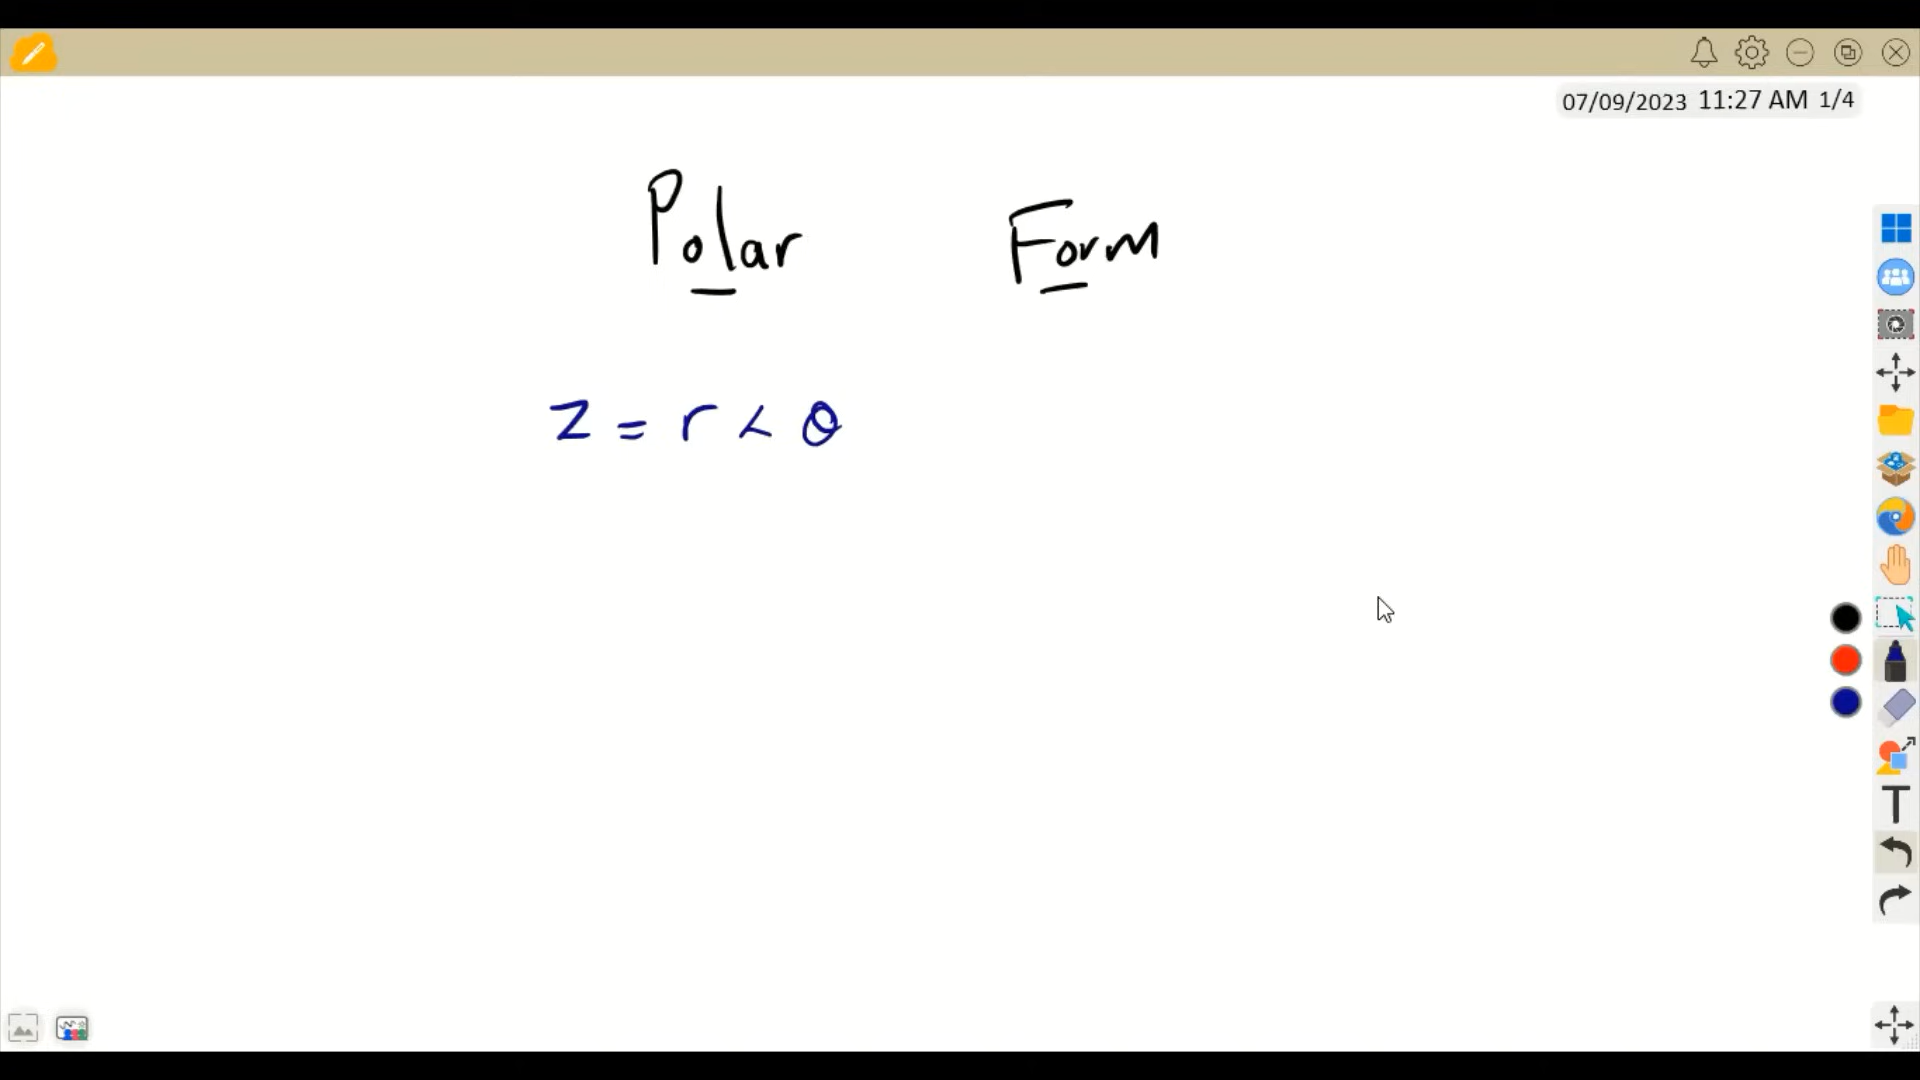 07/09/2023 11:27 AM 1/4
Polar Form
Z = r < θ
T